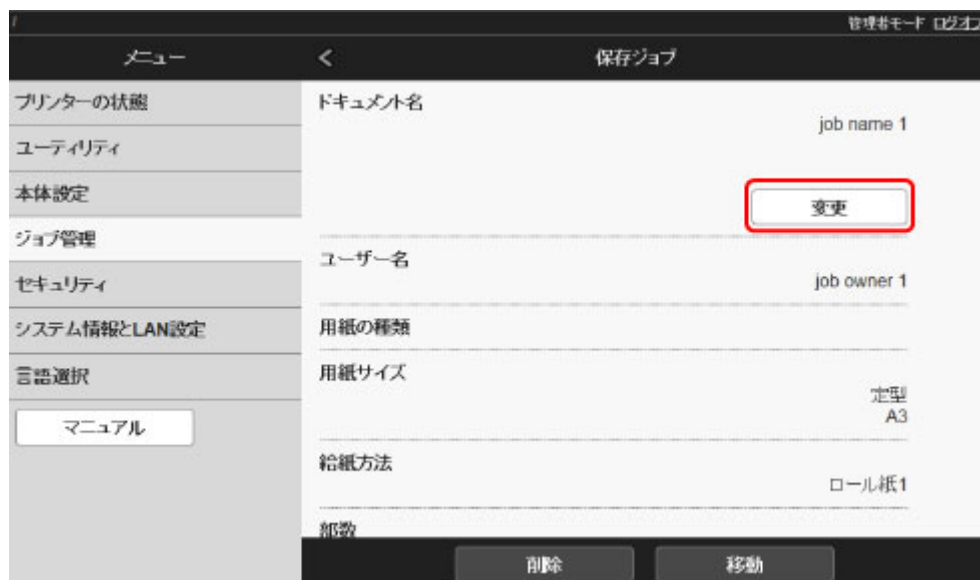 管理者モード ログオフ
メニュー
< 保存ジョブ
プリンターの状態
ユーティリティ
本体設定
ジョブ管理
セキュリティ
システム情報とLAN設定
言語選択
マニュアル
ドキュメント名
job name 1
変更
ユーザー名
job owner 1
用紙の種類
用紙サイズ
定型
A3
給紙方法
ロール紙1
部数
削除 移動